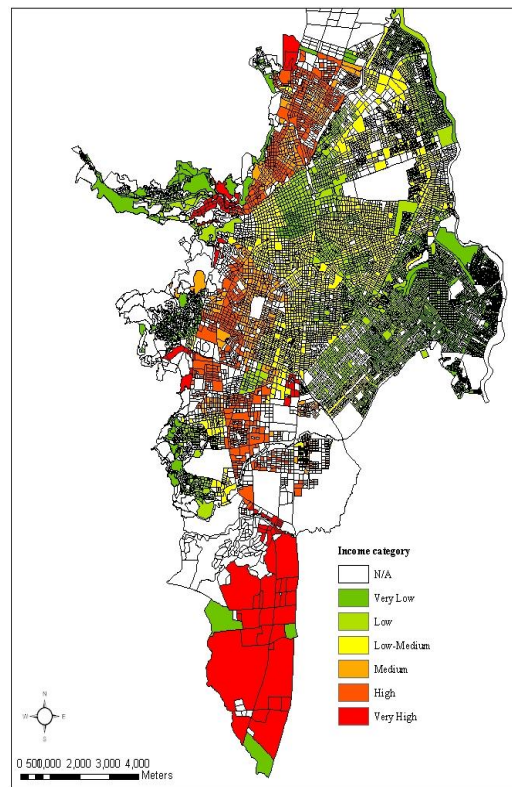 Income category
N/A
Very Low
Low
Low-Medium
Medium
High
Very High
N
W E
S
0 500 1,000 2,000 3,000 4,000
Meters